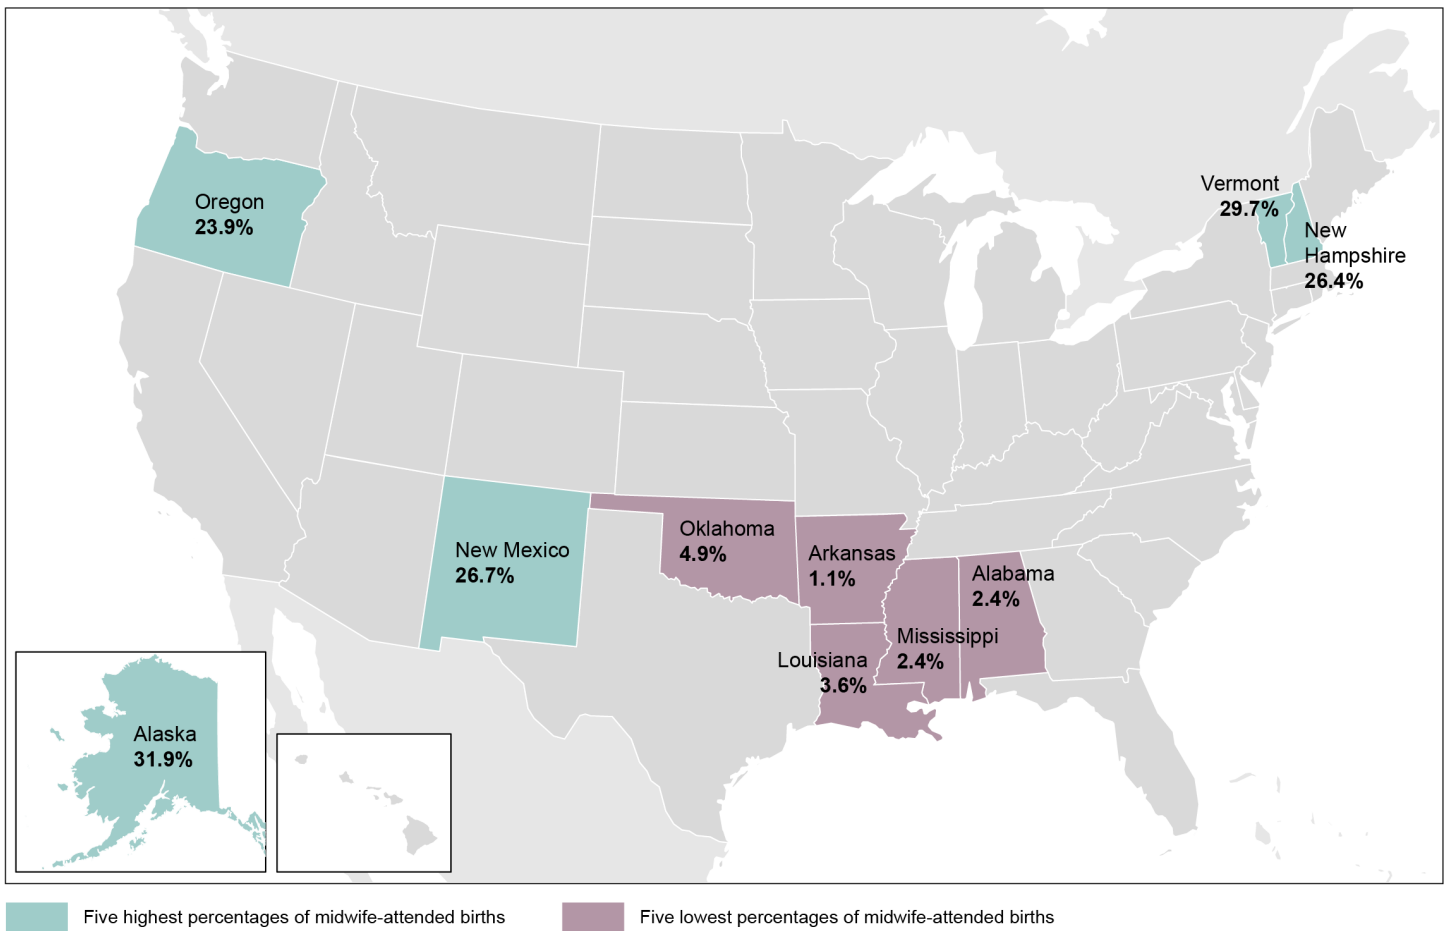 Vermont
29.7%
Oregon
23.9%
New
Hampshire
26.4%
Oklahoma
4.9%
New Mexico
26.7%
Arkansas
1.1%
Alabama
2.4%
Mississippi
2.4%
Louisiana
3.6%
Alaska
31.9%
Five highest percentages of midwife-attended births
Five lowest percentages of midwife-attended births